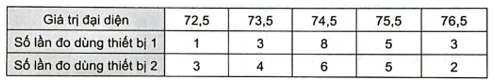 Giá trị đại diện 72,5 73,5 74,5 75,5 76,5
Số lần đo dùng thiết bị 1 1 3 8 5 3
Số lần đo dùng thiết bị 2 3 4 6 5 2